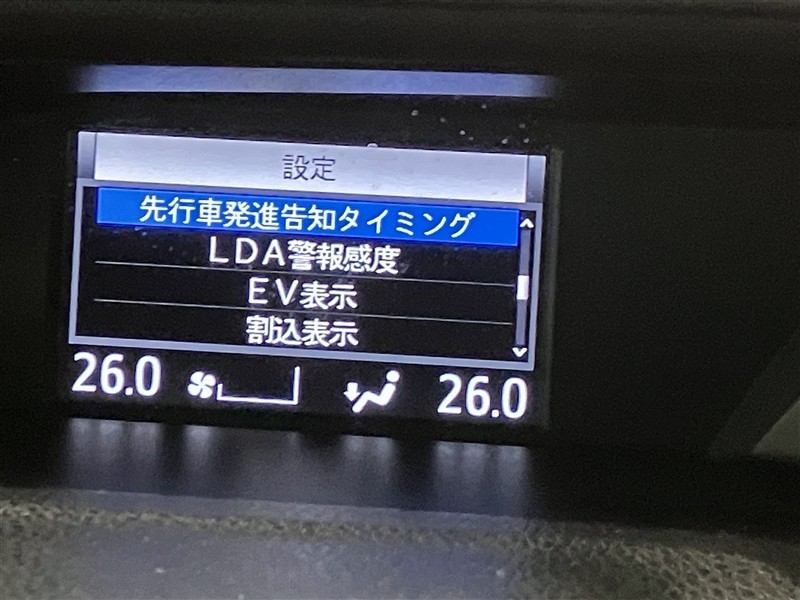 設定
先行車発進告知タイミング
LDA警報感度
EV表示
割込表示
26.0 26.0